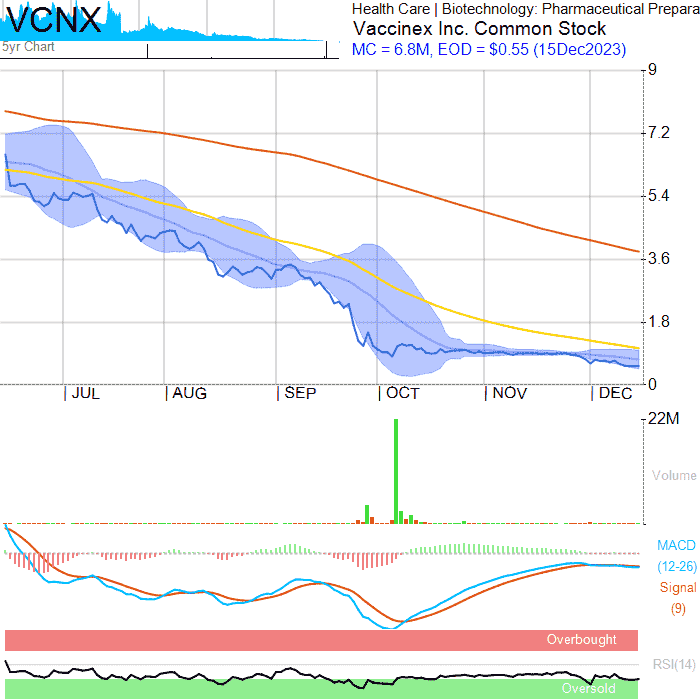 VCNX
5yr Chart
Health Care | Biotechnology: Pharmaceutical Prepara
Vaccinex Inc. Common Stock
MC = 6.8M, EOD = $0.55 (15Dec2023)
9
7.2
5.4
3.6
1.8
0
JUL AUG SEP OCT NOV DEC
22M
Volume
MACD
(12-26)
Signal
(9)
Overbought
RSI(14)
Oversold